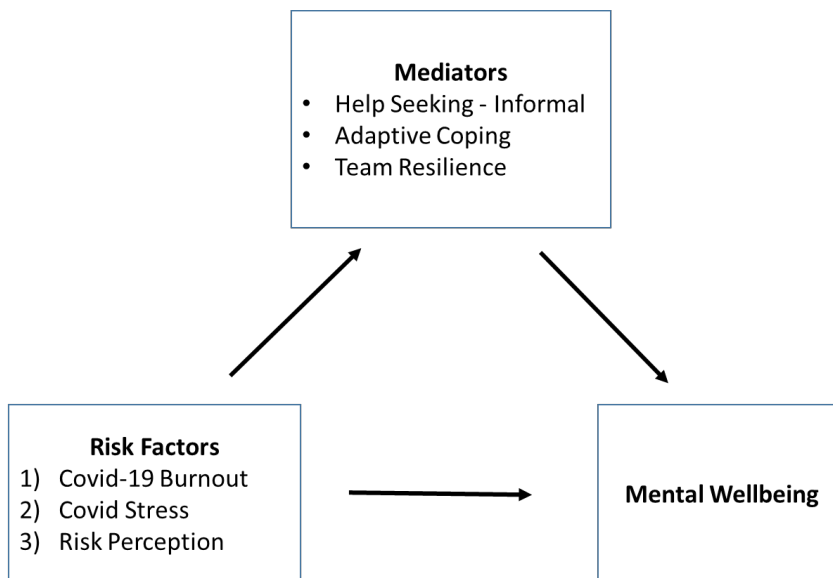 Mediators
• Help Seeking - Informal
• Adaptive Coping
• Team Resilience
Risk Factors
1) Covid-19 Burnout
2) Covid Stress
3) Risk Perception
Mental Wellbeing